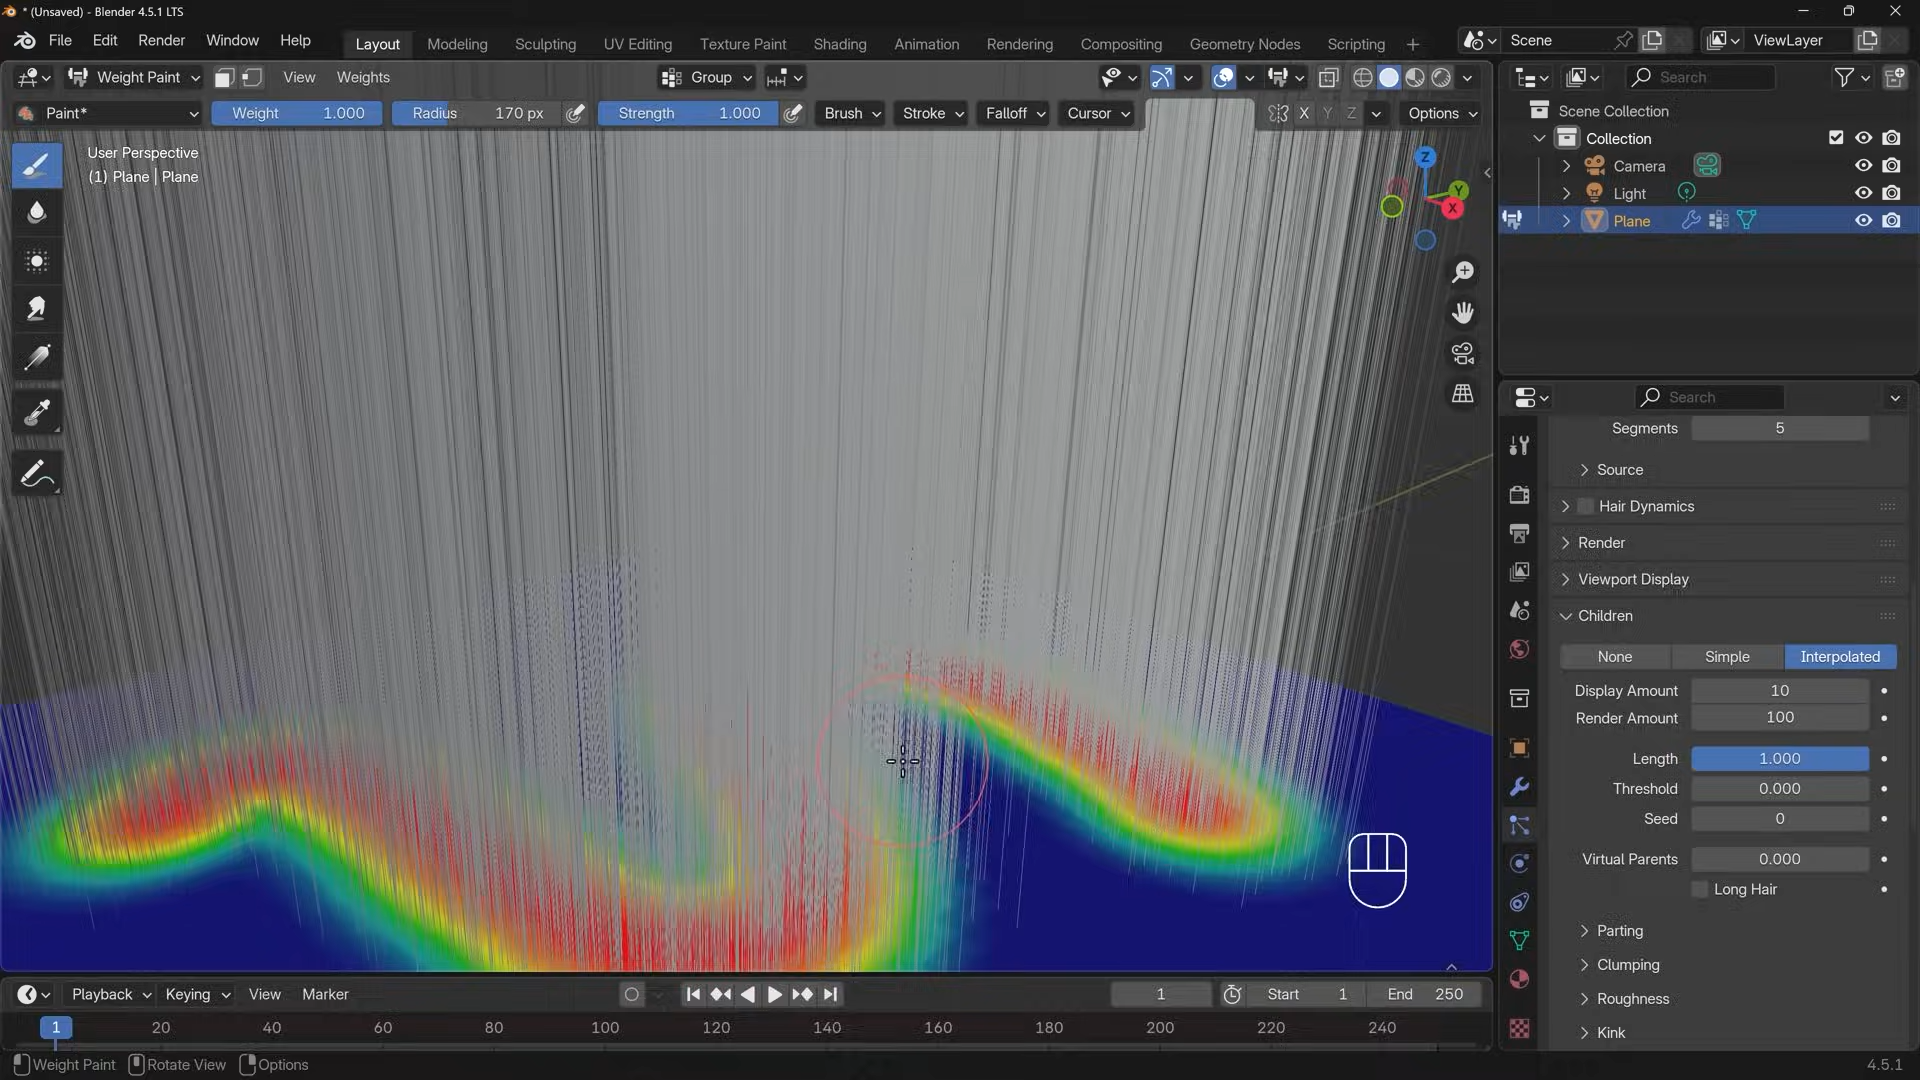 * (Unsaved) - Blender 4.5.1 LTS
File Edit Render Window Help Layout Modeling Sculpting UV Editing Texture Paint Shading Animation Rendering Compositing Geometry Nodes Scripting Scene ViewLayer
Weight Paint View Weights Group Search
Paint* Weight 1.000 Radius 170 px Strength 1.000 Brush Stroke Falloff Cursor X Y Z Options
Scene Collection
Collection
Camera
Light
Plane
User Perspective
(1) Plane | Plane
Z
Y
X
Search
Segments 5
Source
Hair Dynamics
Render
Viewport Display
Children
None Simple Interpolated
Display Amount 10
Render Amount 100
Length 1.000
Threshold 0.000
Seed 0
Virtual Parents 0.000
Long Hair
Parting
Clumping
Roughness
Kink
Playback Keying View Marker 1 Start 1 End 250
1 20 40 60 80 100 120 140 160 180 200 220 240
Weight Paint Rotate View Options 4.5.1